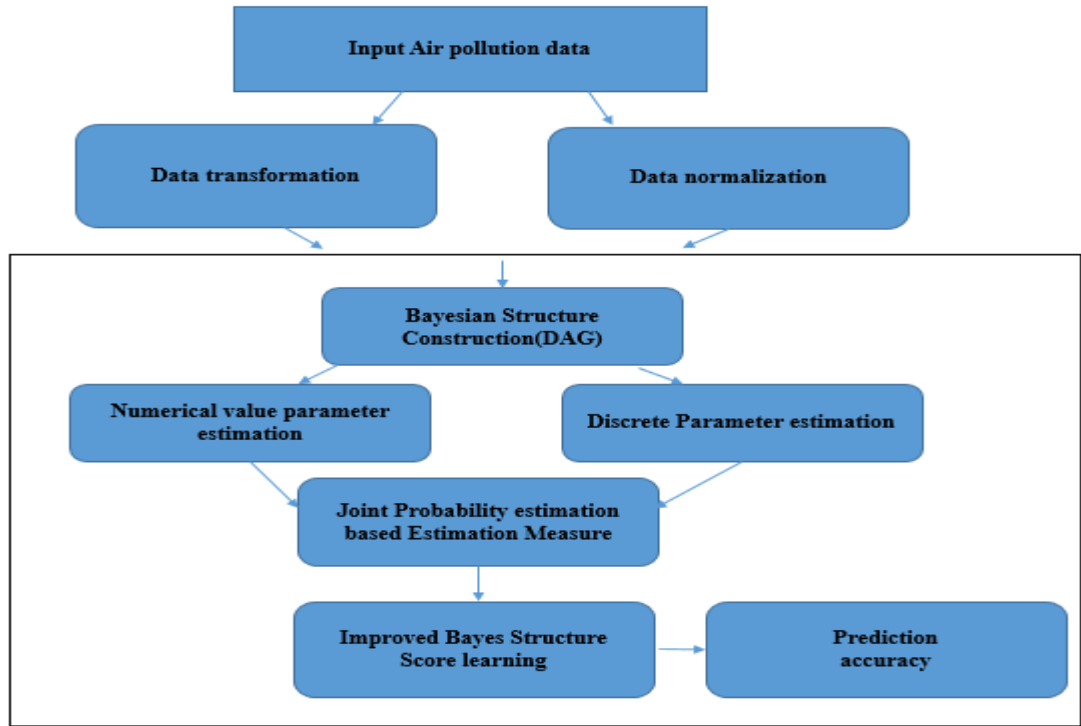 Input Air pollution data
Data transformation
Data normalization
Bayesian Structure
Construction(DAG)
Numerical value parameter
estimation
Discrete Parameter estimation
Joint Probability estimation
based Estimation Measure
Improved Bayes Structure
Score learning
Prediction
accuracy